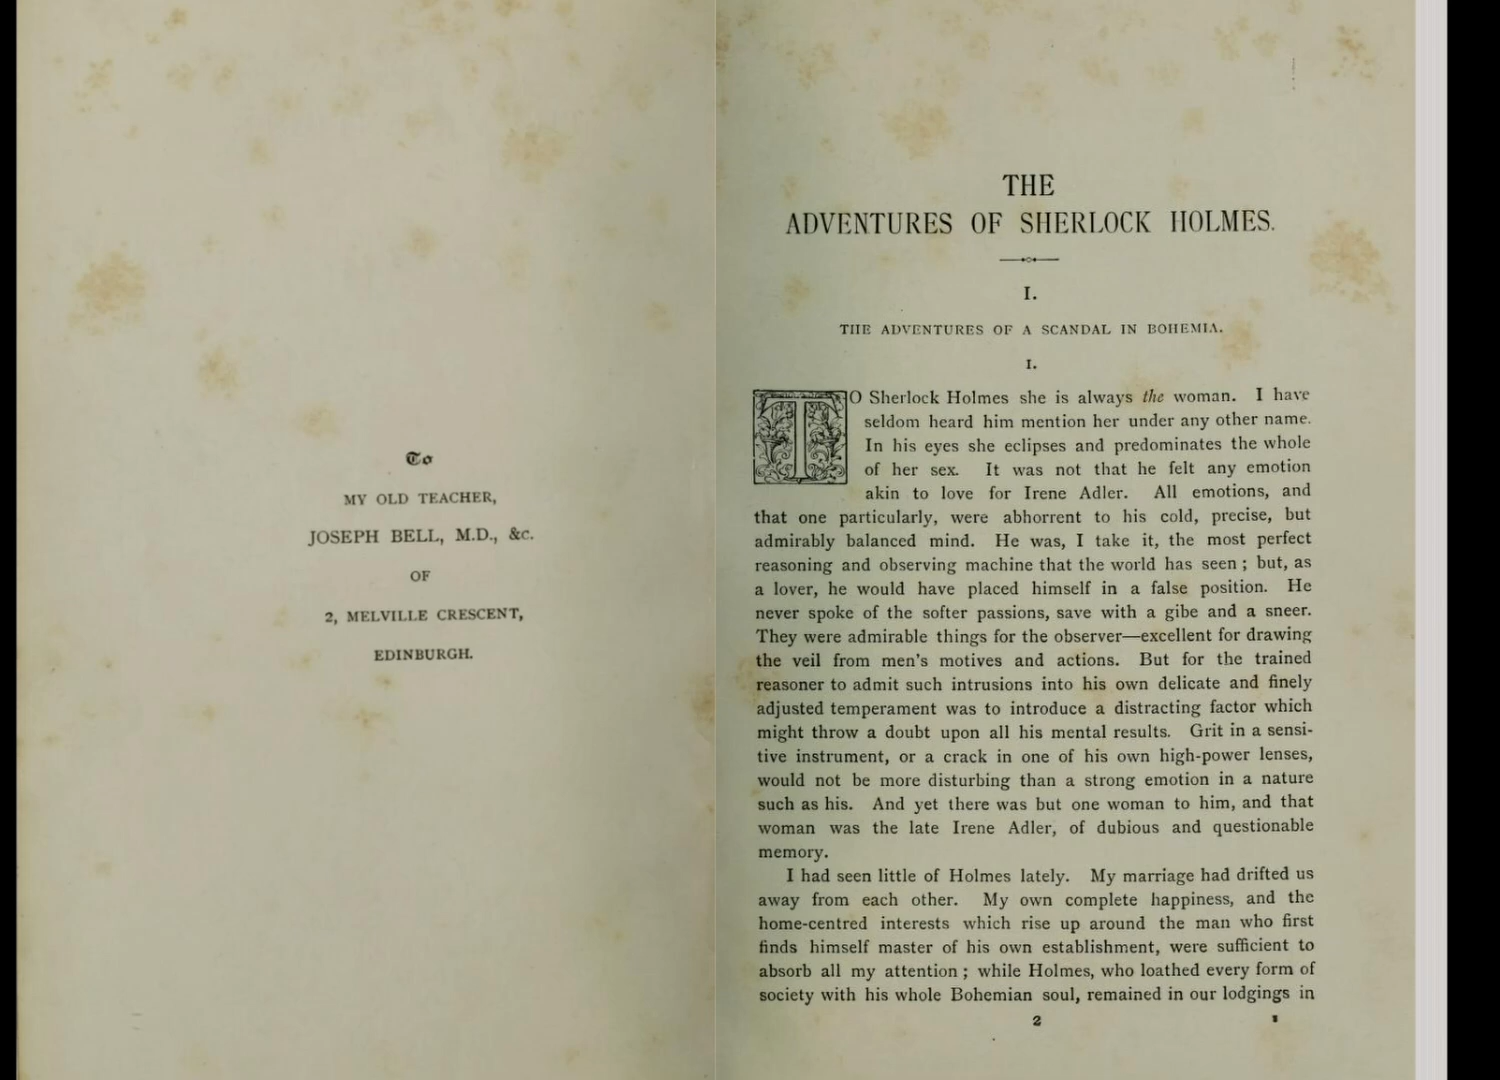 To
MY OLD TEACHER,
JOSEPH BELL, M.D., &c.
OF
2, MELVILLE CRESCENT,
EDINBURGH.
THE
ADVENTURES OF SHERLOCK HOLMES.
I.
THE ADVENTURES OF A SCANDAL IN BOHEMIA.
I.
TO Sherlock Holmes she is always the woman. I have
seldom heard him mention her under any other name.
In his eyes she eclipses and predominates the whole
of her sex. It was not that he felt any emotion
akin to love for Irene Adler. All emotions, and
that one particularly, were abhorrent to his cold, precise, but
admirably balanced mind. He was, I take it, the most perfect
reasoning and observing machine that the world has seen ; but, as
a lover, he would have placed himself in a false position. He
never spoke of the softer passions, save with a gibe and a sneer.
They were admirable things for the observer—excellent for drawing
the veil from men's motives and actions. But for the trained
reasoner to admit such intrusions into his own delicate and finely
adjusted temperament was to introduce a distracting factor which
might throw a doubt upon all his mental results. Grit in a sensi-
tive instrument, or a crack in one of his own high-power lenses,
would not be more disturbing than a strong emotion in a nature
such as his. And yet there was but one woman to him, and that
woman was the late Irene Adler, of dubious and questionable
memory.
I had seen little of Holmes lately. My marriage had drifted us
away from each other. My own complete happiness, and the
home-centred interests which rise up around the man who first
finds himself master of his own establishment, were sufficient to
absorb all my attention ; while Holmes, who loathed every form of
society with his whole Bohemian soul, remained in our lodgings in
2